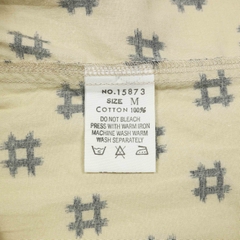 NO.15873
SIZE M
COTTON 100%
DO NOT BLEACH
PRESS WITH WARM IRON
MACHINE WASH WARM
WASH SEPARATELY